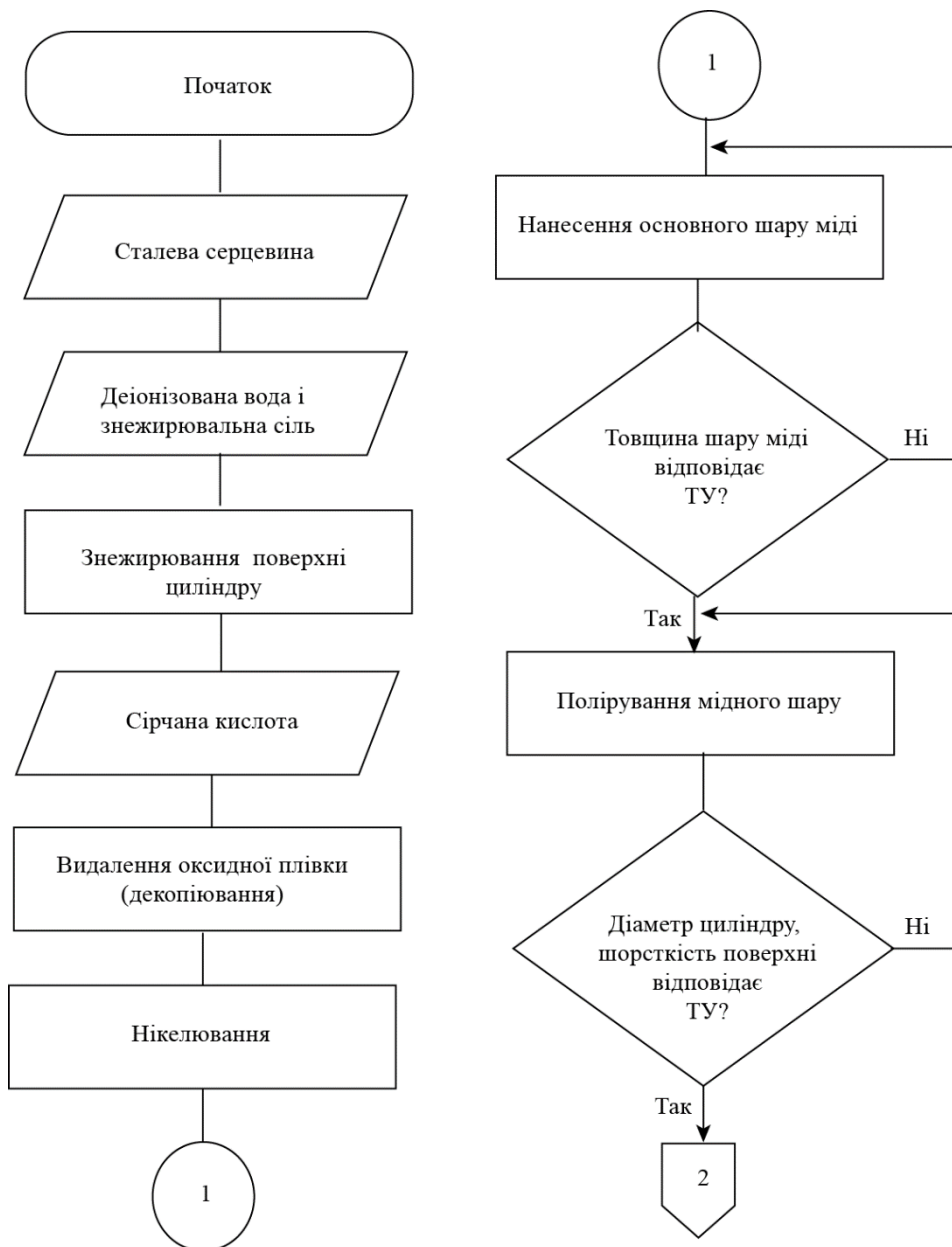 Початок
Сталева серцевина
Деіонізована вода і
знежирювальна сіль
Знежирювання поверхні
циліндру
Сірчана кислота
Видалення оксидної плівки
(декопіювання)
Нікелювання
1
1
Нанесення основного шару міді
Товщина шару міді
відповідає
ТУ?
Ні
Так
Полірування мідного шару
Діаметр циліндру,
шорсткість поверхні
відповідає
ТУ?
Ні
Так
2